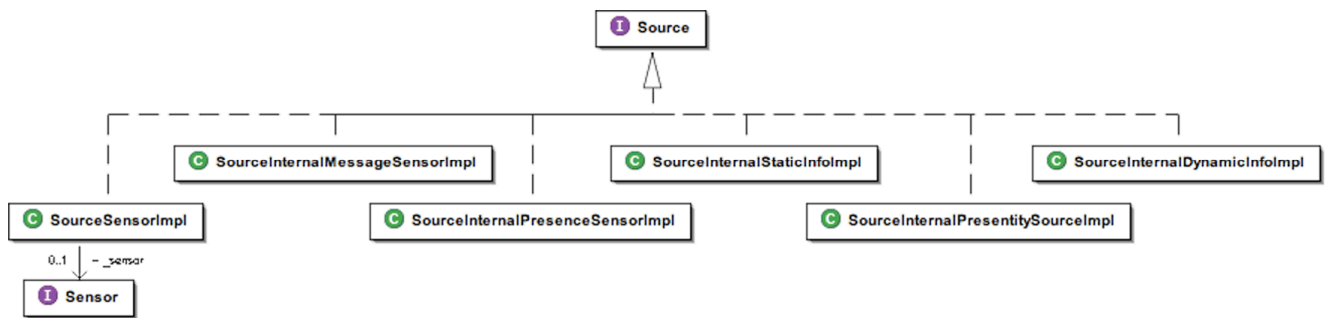 I Source
C SourceInternalMessageSensorImpl
C SourceInternalStaticInfoImpl
C SourceInternalDynamicInfoImpl
C SourceSensorImpl
C SourceInternalPresenceSensorImpl
C SourceInternalPresentitySourceImpl
0..1 – _sensor
I Sensor